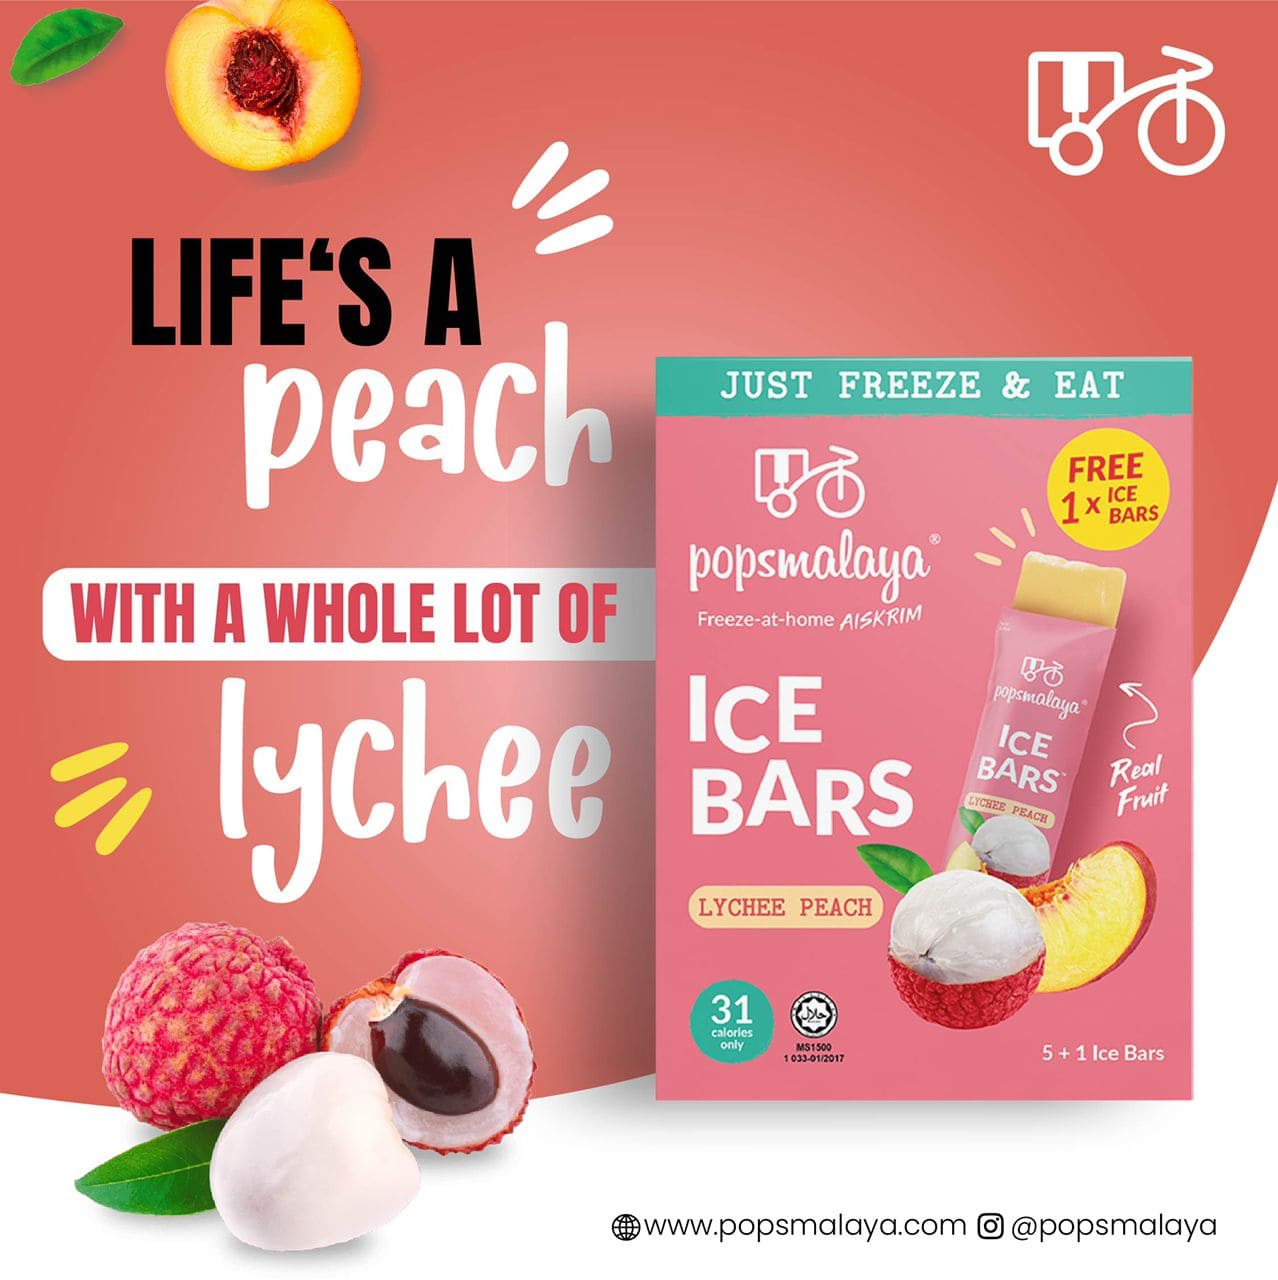 LIFE‘S A
peach
WITH A WHOLE LOT OF
lychee
JUST FREEZE & EAT
popsmalaya®
Freeze-at-home AISKRIM
FREE
1 x ICE
BARS
ICE
BARS
LYCHEE PEACH
popsmalaya®
ICE
BARS™
LYCHEE PEACH
Real
Fruit
31
calories
only
حلال
MS1500
1 033-01/2017
5 + 1 Ice Bars
www.popsmalaya.com @popsmalaya